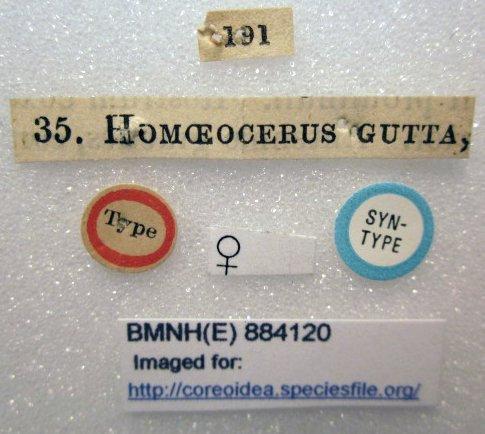 191
35. HOMŒOCERUS GUTTA,
Type
♀
SYN-
TYPE
BMNH(E) 884120
Imaged for:
http://coreoidea.speciesfile.org/